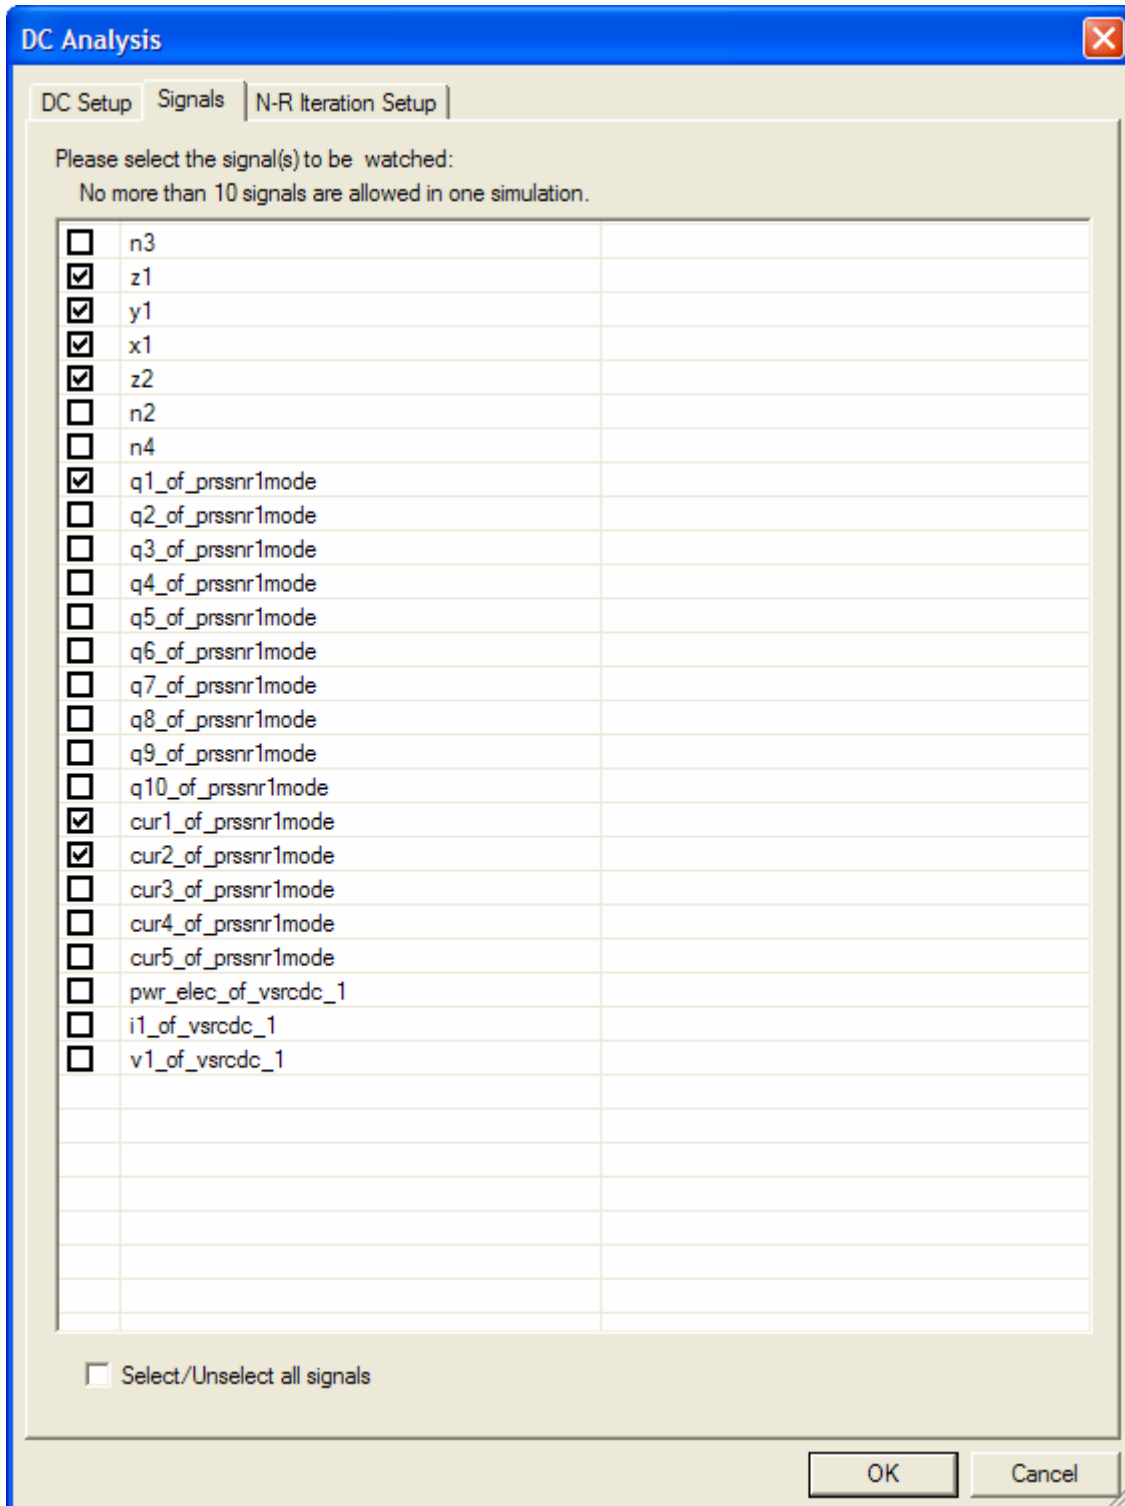 DC Analysis
DC Setup Signals N-R Iteration Setup
Please select the signal(s) to be watched:
No more than 10 signals are allowed in one simulation.
n3
z1
y1
x1
z2
n2
n4
q1_of_prssnr1mode
q2_of_prssnr1mode
q3_of_prssnr1mode
q4_of_prssnr1mode
q5_of_prssnr1mode
q6_of_prssnr1mode
q7_of_prssnr1mode
q8_of_prssnr1mode
q9_of_prssnr1mode
q10_of_prssnr1mode
cur1_of_prssnr1mode
cur2_of_prssnr1mode
cur3_of_prssnr1mode
cur4_of_prssnr1mode
cur5_of_prssnr1mode
pwr_elec_of_vsrcdc_1
i1_of_vsrcdc_1
v1_of_vsrcdc_1
Select/Unselect all signals
OK Cancel